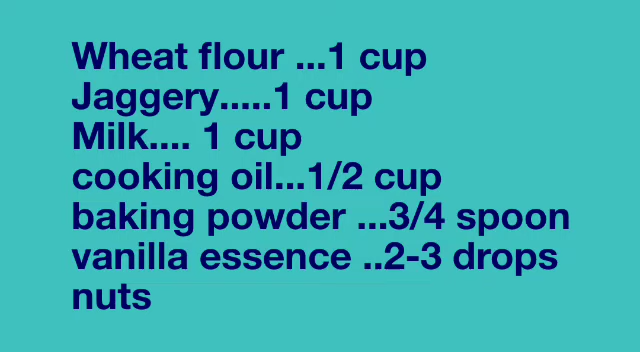 Wheat flour ...1 cup
Jaggery.....1 cup
Milk.... 1 cup
cooking oil...1/2 cup
baking powder ...3/4 spoon
vanilla essence ..2-3 drops
nuts